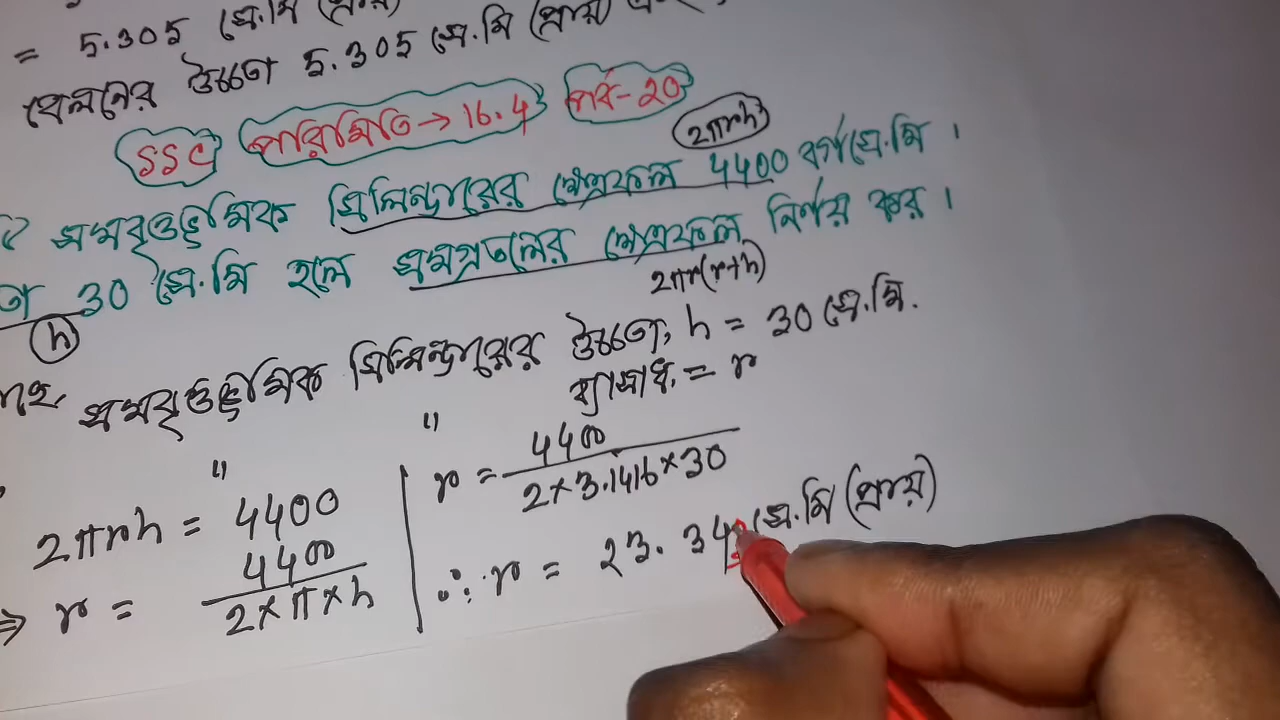 = 5.305 সে.মি (প্রায়)
বেলনের উচ্চতা 5.305 সে.মি (প্রায়)
SSC পরিমিতি→16.4 পর্ব-20
2πrh
সমবৃত্তভূমিক সিলিন্ডারের ক্ষেত্রফল 4400 বর্গ সে.মি।
30 সে.মি হলে সমগ্রতলের ক্ষেত্রফল নির্ণয় কর।
h
2πr(r+h)
সমবৃত্তভূমিক সিলিন্ডারের উচ্চতা, h = 30 সে.মি.
" " ব্যাসার্ধ = r
2πrh = 4400
⇒ r = 4400 / 2×π×h
r = 4400 / 2×3.1416×30
∴ r = 23.34 সে.মি (প্রায়)